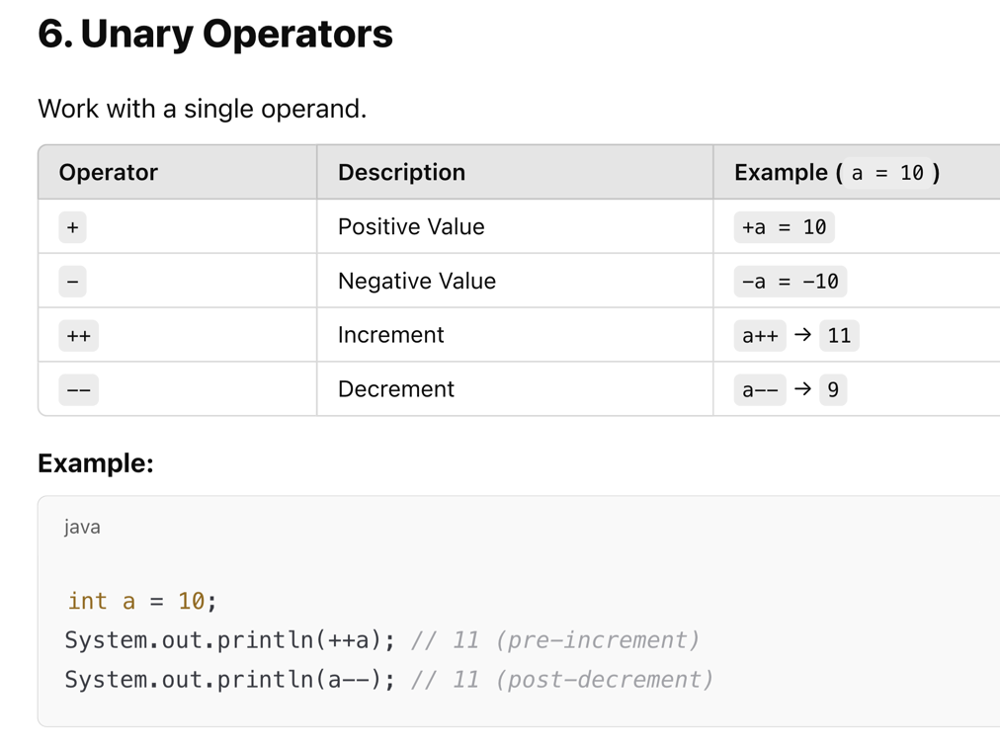 6. Unary Operators
Work with a single operand.
Operator Description Example ( a = 10 )
+ Positive Value +a = 10
- Negative Value -a = -10
++ Increment a++ → 11
-- Decrement a-- → 9
Example:
java
int a = 10;
System.out.println(++a); // 11 (pre-increment)
System.out.println(a--); // 11 (post-decrement)